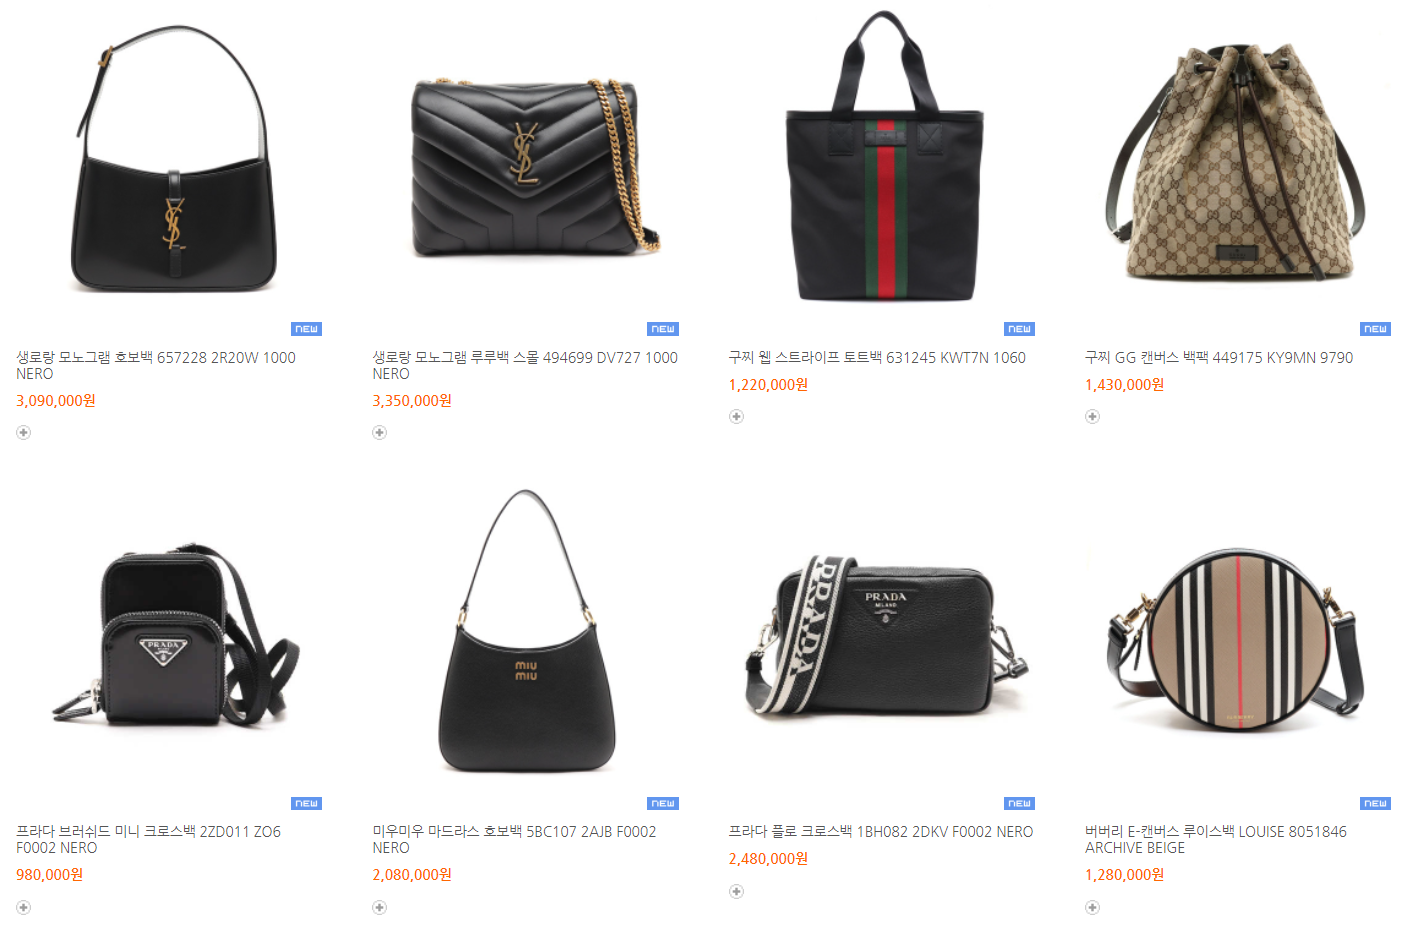 NEW
생로랑 모노그램 호보백 657228 2R20W 1000
NERO
3,090,000원
NEW
생로랑 모노그램 루루백 스몰 494699 DV727 1000
NERO
3,350,000원
NEW
구찌 웹 스트라이프 토트백 631245 KWT7N 1060
1,220,000원
NEW
구찌 GG 캔버스 백팩 449175 KY9MN 9790
1,430,000원
PRADA
NEW
프라다 브러쉬드 미니 크로스백 2ZD011 ZO6
F0002 NERO
980,000원
miu
miu
NEW
미우미우 마드라스 호보백 5BC107 2AJB F0002
NERO
2,080,000원
PRADA
PRADA
MILANO
NEW
프라다 플로 크로스백 1BH082 2DKV F0002 NERO
2,480,000원
NEW
버버리 E-캔버스 루이스백 LOUISE 8051846
ARCHIVE BEIGE
1,280,000원